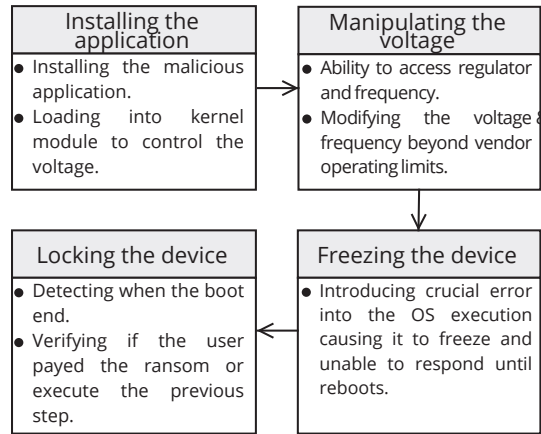 Installing the
application
● Installing the malicious
application.
● Loading into kernel
module to control the
voltage.
Manipulating the
voltage
● Ability to access regulator
and frequency.
● Modifying the voltage &
frequency beyond vendor
operating limits.
Locking the device
● Detecting when the boot
end.
● Verifying if the user
payed the ransom or
execute the previous
step.
Freezing the device
● Introducing crucial error
into the OS execution
causing it to freeze and
unable to respond until
reboots.